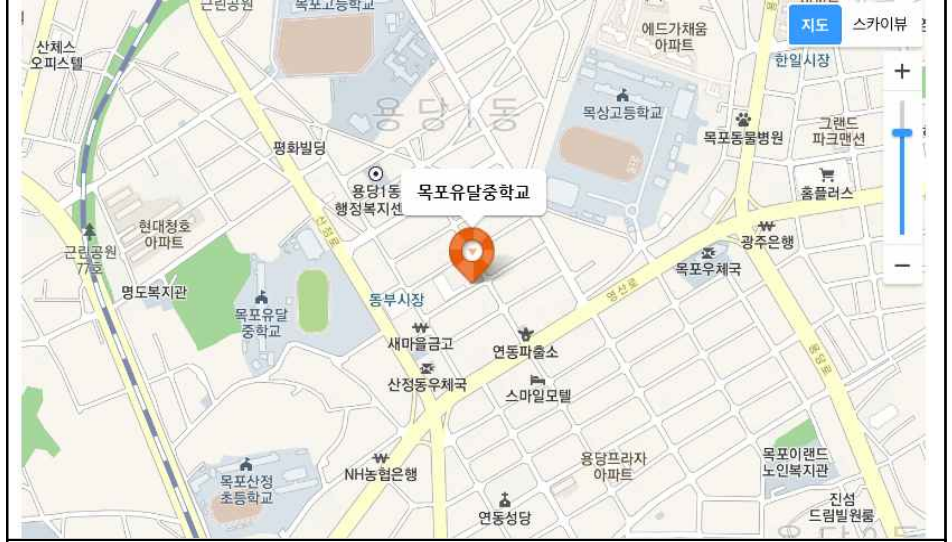 근린공원
목포고등학교
지도
스카이뷰
에드가채움
아파트
산체스
오피스텔
한일시장
+
목상고등학교
용당1동
목포동물병원
그랜드
파크맨션
평화빌딩
용당1동
행정복지센
목포유달중학교
홈플러스
산정로
현대청호
아파트
광주은행
근린공원
77호
목포우체국
명도복지관
영산로
동부시장
목포유달
중학교
새마을금고
연동파출소
용당로
산정동우체국
스마일모텔
NH농협은행
용당프라자
아파트
목포이랜드
노인복지관
목포산정
초등학교
연동성당
진섬
드림빌원룸